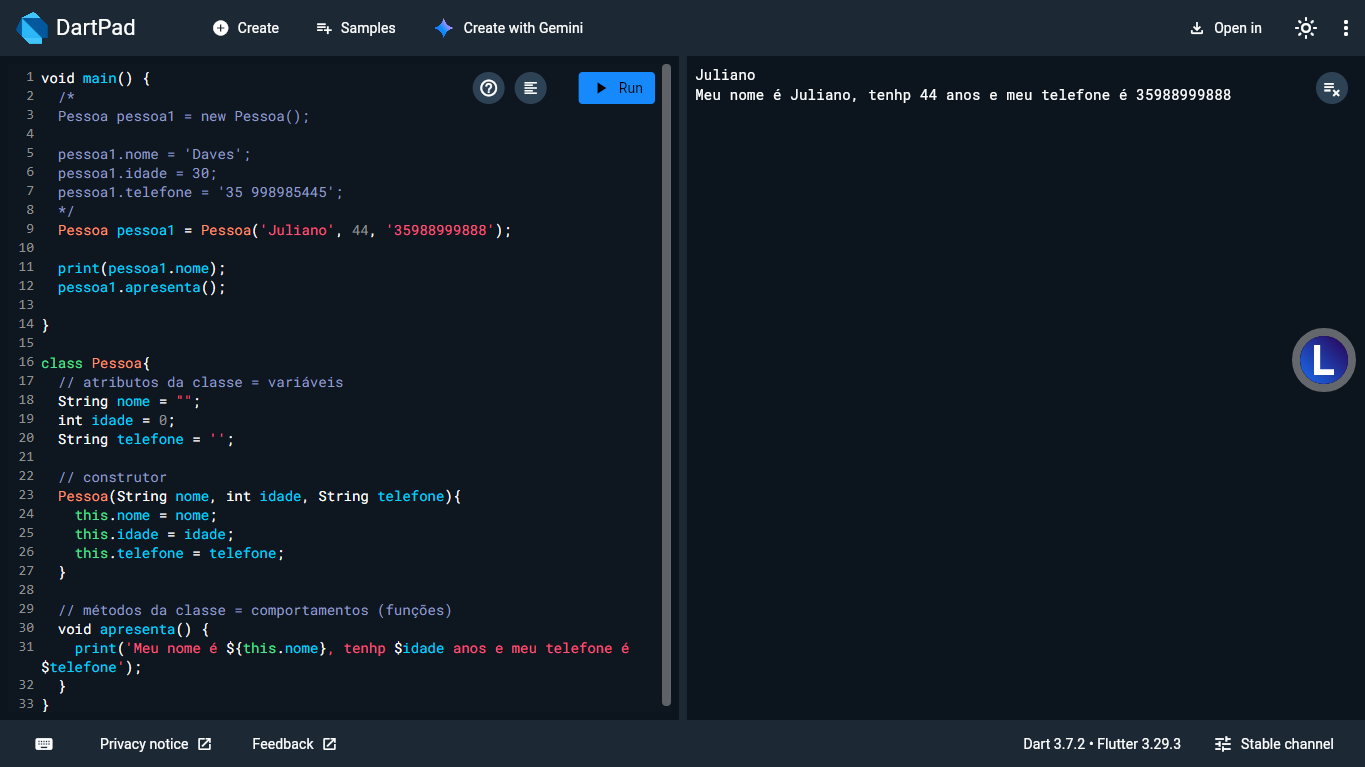 DartPad
Create
Samples
Create with Gemini
Open in
1 void main() {
2 /*
3 Pessoa pessoa1 = new Pessoa();
4
5 pessoa1.nome = 'Daves';
6 pessoa1.idade = 30;
7 pessoa1.telefone = '35 998985445';
8 */
9 Pessoa pessoa1 = Pessoa('Juliano', 44, '35988999888');
10
11 print(pessoa1.nome);
12 pessoa1.apresenta();
13
14 }
15
16 class Pessoa{
17 // atributos da classe = variáveis
18 String nome = "";
19 int idade = 0;
20 String telefone = '';
21
22 // construtor
23 Pessoa(String nome, int idade, String telefone){
24 this.nome = nome;
25 this.idade = idade;
26 this.telefone = telefone;
27 }
28
29 // métodos da classe = comportamentos (funções)
30 void apresenta() {
31 print('Meu nome é ${this.nome}, tenhp $idade anos e meu telefone é
$telefone');
32 }
33 }
Run
Juliano
Meu nome é Juliano, tenhp 44 anos e meu telefone é 35988999888
L
Privacy notice
Feedback
Dart 3.7.2 • Flutter 3.29.3
Stable channel